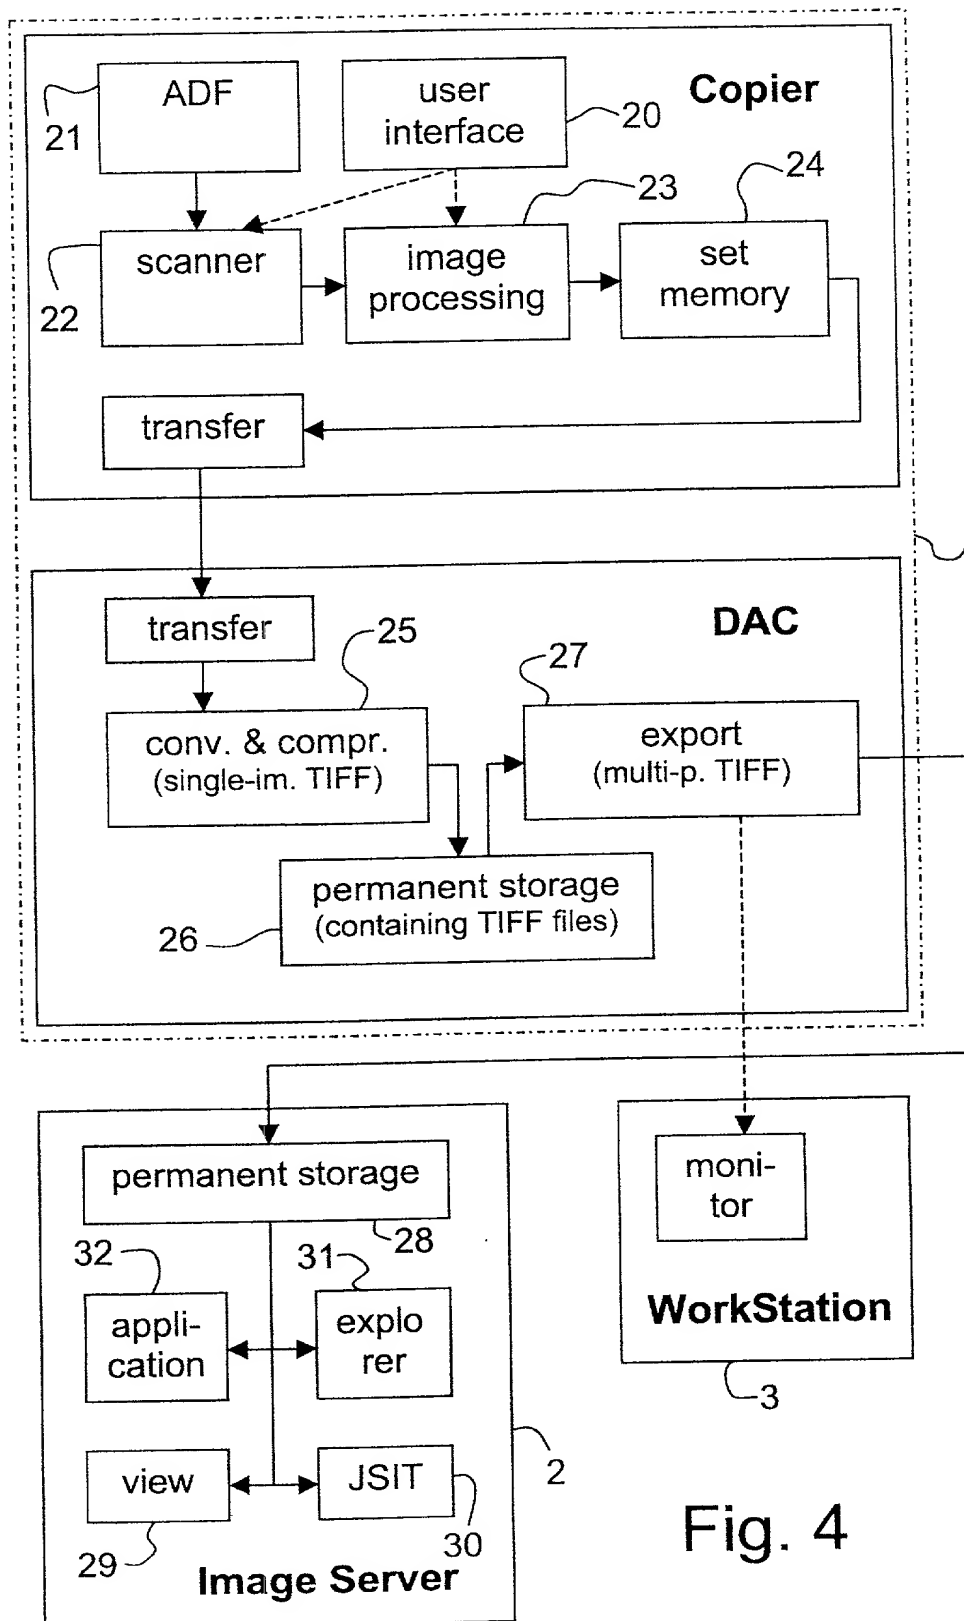 Copier
ADF
21
user
interface
20
23
24
scanner
22
image
processing
set
memory
transfer
DAC
transfer
25
27
conv. & compr.
(single-im. TIFF)
export
(multi-p. TIFF)
permanent storage
(containing TIFF files)
26
permanent storage
28
32
31
appli-
cation
explo
rer
view
JSIT
29
30
Image Server
2
moni-
tor
WorkStation
3
Fig. 4